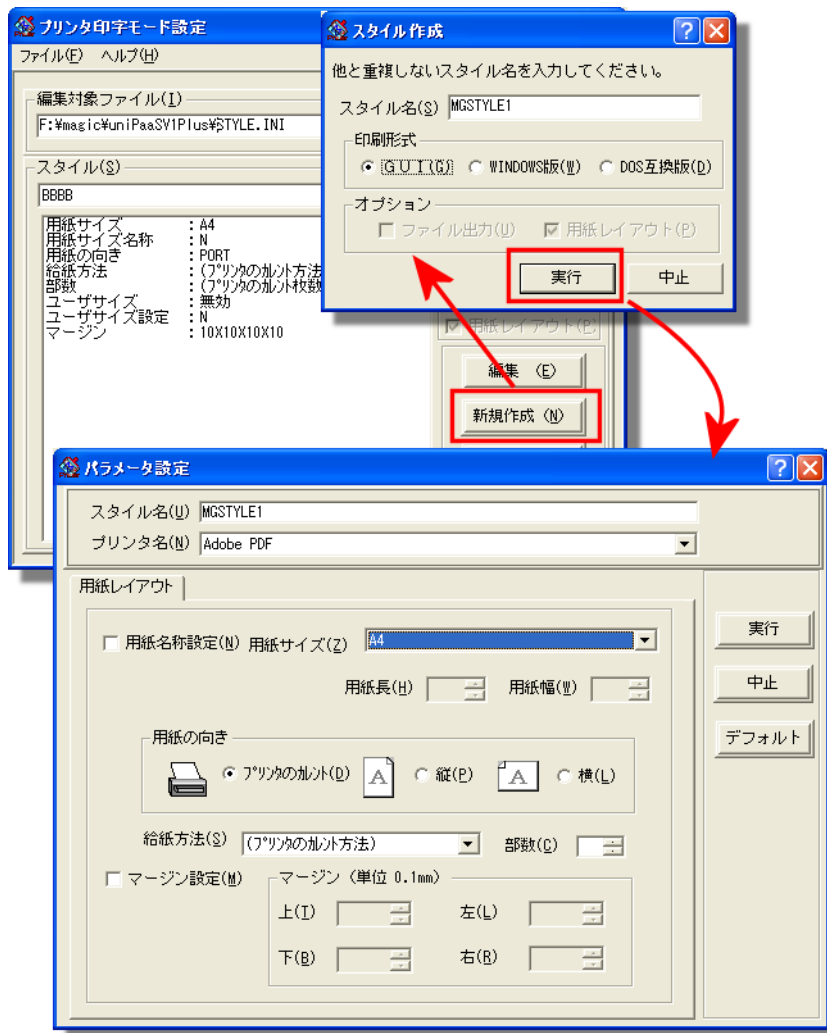 プリンタ印字モード設定
ファイル(F) ヘルプ(H)
編集対象ファイル(I)
F:¥magic¥uniPaaSV1Plus¥STYLE.INI
スタイル(S)
BBBB
用紙サイズ : A4
用紙サイズ名称 : N
用紙の向き : PORT
給紙方法 : (プリンタのカレント方法
部数 : (プリンタのカレント枚数
ユーザサイズ : 無効
ユーザサイズ設定 : N
マージン : 10X10X10X10
用紙レイアウト(P)
編集 (E)
新規作成 (N)
スタイル作成
他と重複しないスタイル名を入力してください。
スタイル名(S) MGSTYLE1
印刷形式
GUI(G) WINDOWS版(W) DOS互換版(D)
オプション
ファイル出力(U) 用紙レイアウト(P)
実行 中止
パラメータ設定
スタイル名(U) MGSTYLE1
プリンタ名(N) Adobe PDF
用紙レイアウト
用紙名称設定(N) 用紙サイズ(Z) A4
用紙長(H) 用紙幅(W)
用紙の向き
プリンタのカレント(D) A 縦(P) A 横(L)
給紙方法(S) (プリンタのカレント方法) 部数(C)
マージン設定(M) マージン (単位 0.1mm)
上(T) 左(L)
下(B) 右(R)
実行
中止
デフォルト